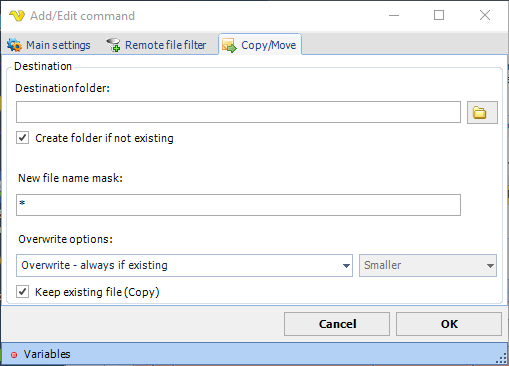 Add/Edit command
Main settings Remote file filter Copy/Move
Destination
Destinationfolder:
Create folder if not existing
New file name mask:
*
Overwrite options:
Overwrite - always if existing Smaller
Keep existing file (Copy)
Cancel OK
Variables